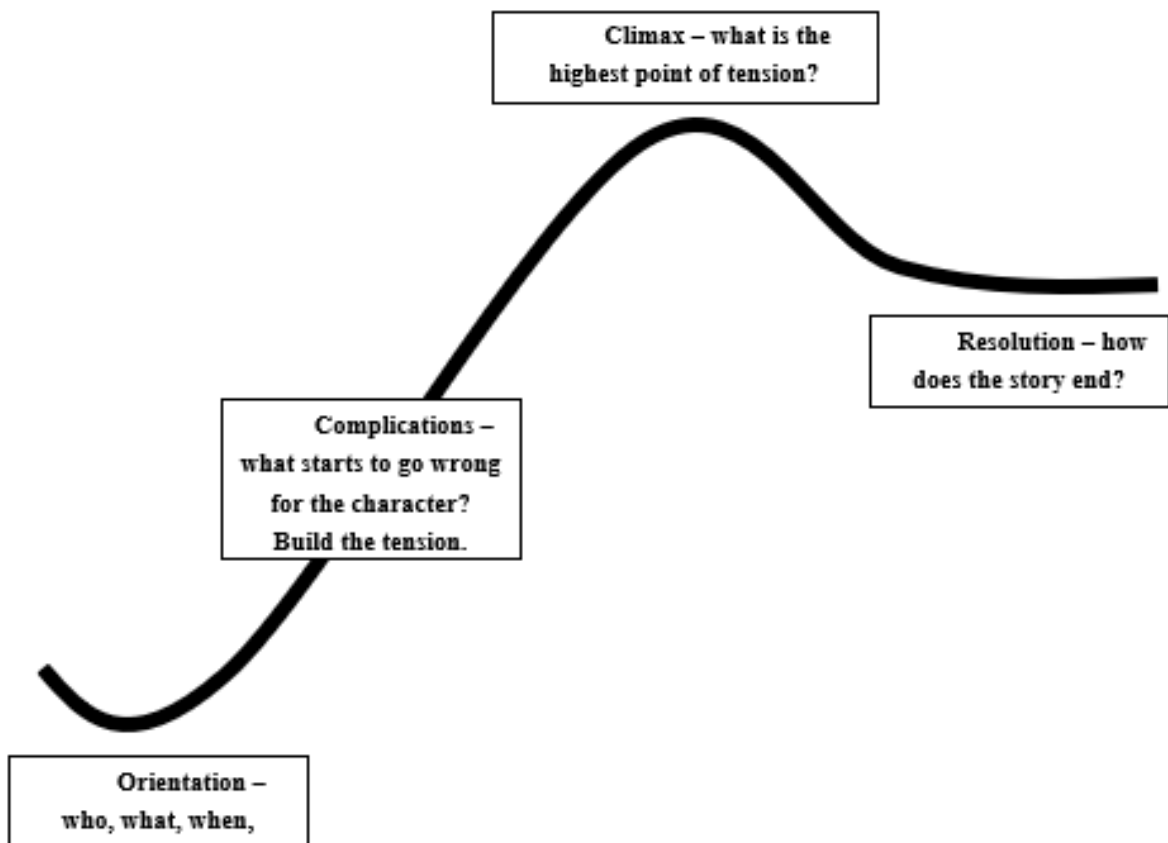 Climax – what is the
highest point of tension?
Resolution – how
does the story end?
Complications –
what starts to go wrong
for the character?
Build the tension.
Orientation –
who, what, when,